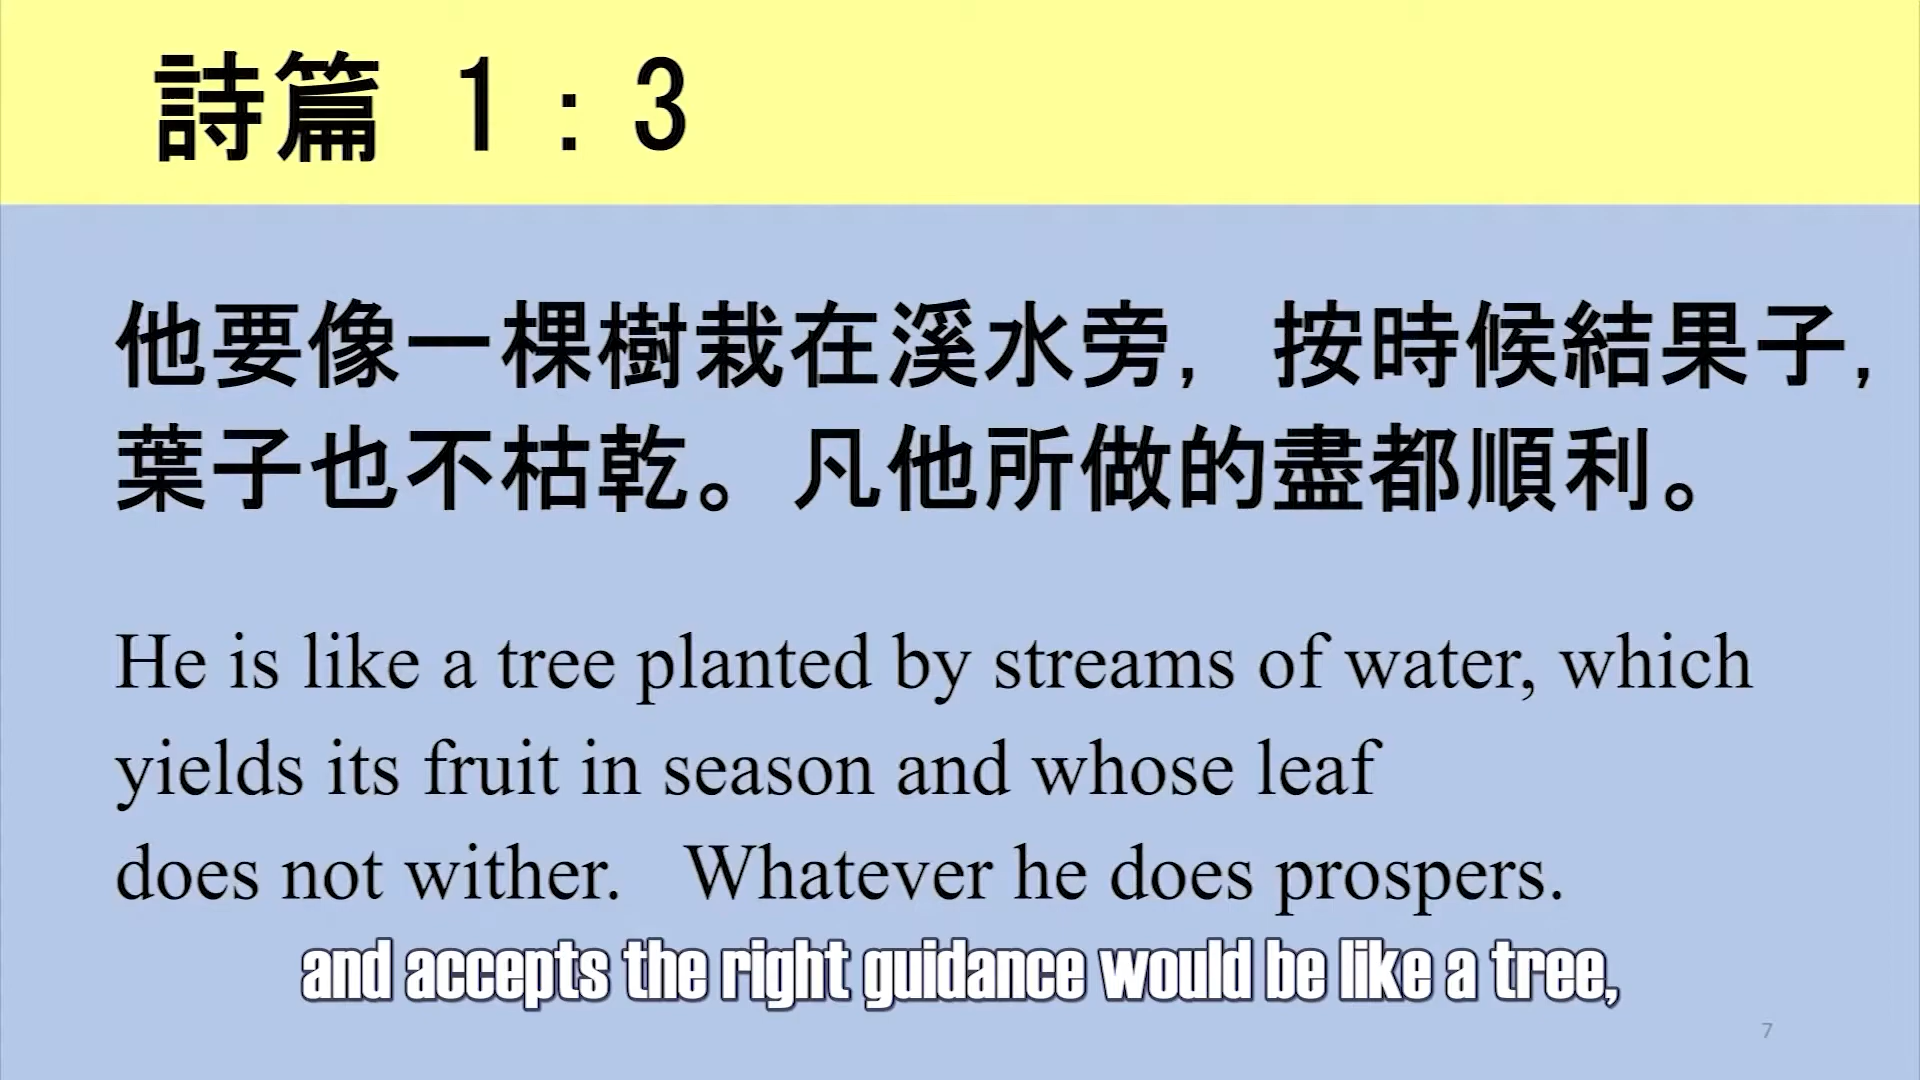 詩篇 1 : 3
他要像一棵樹栽在溪水旁, 按時候結果子,
葉子也不枯乾。凡他所做的盡都順利。
He is like a tree planted by streams of water, which
yields its fruit in season and whose leaf
does not wither.   Whatever he does prospers.
and accepts the right guidance would be like a tree,
7